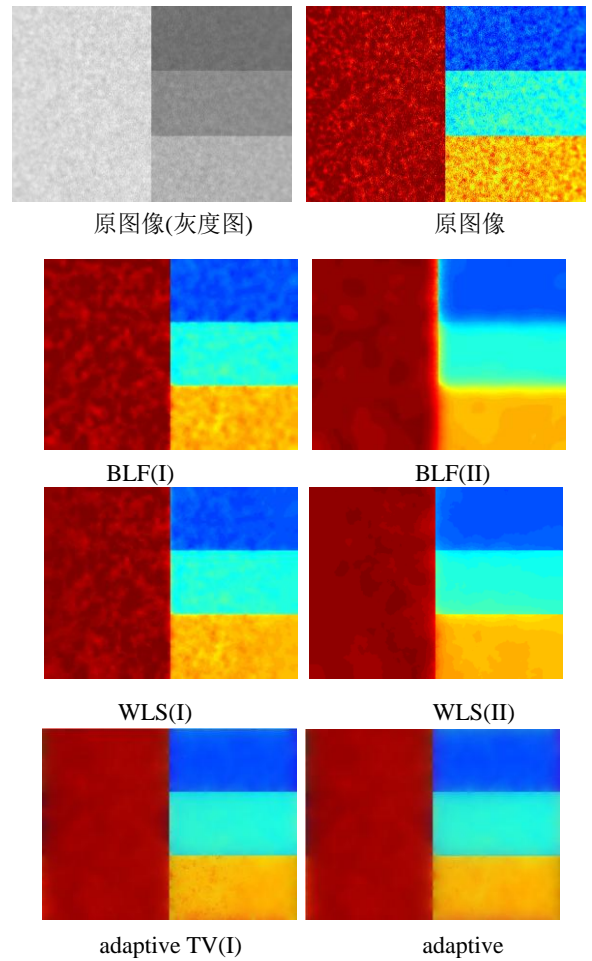 原图像(灰度图) 原图像
BLF(I) BLF(II)
WLS(I) WLS(II)
adaptive TV(I) adaptive